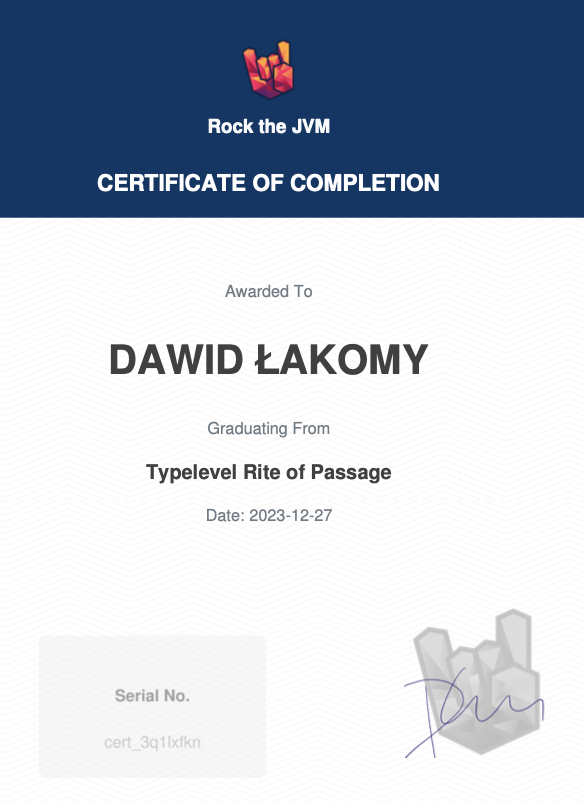 Rock the JVM
CERTIFICATE OF COMPLETION
Awarded To
DAWID ŁAKOMY
Graduating From
Typelevel Rite of Passage
Date: 2023-12-27
Serial No.
cert_3q1lxfkn